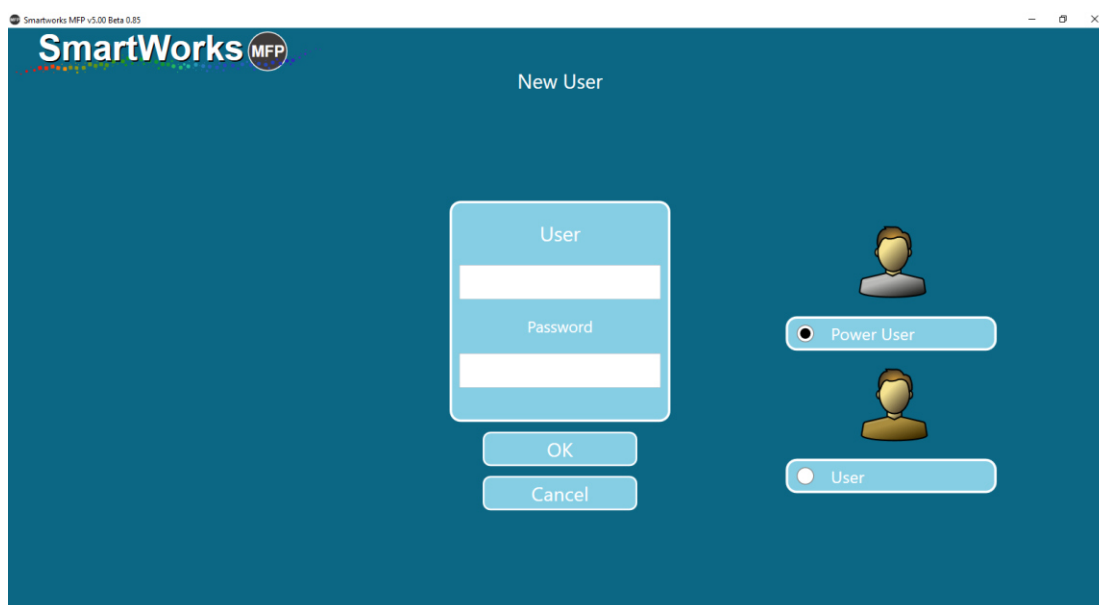 Smartworks MFP v5.00 Beta 0.85
SmartWorks MFP
New User
User
Password
OK
Cancel
Power User
User